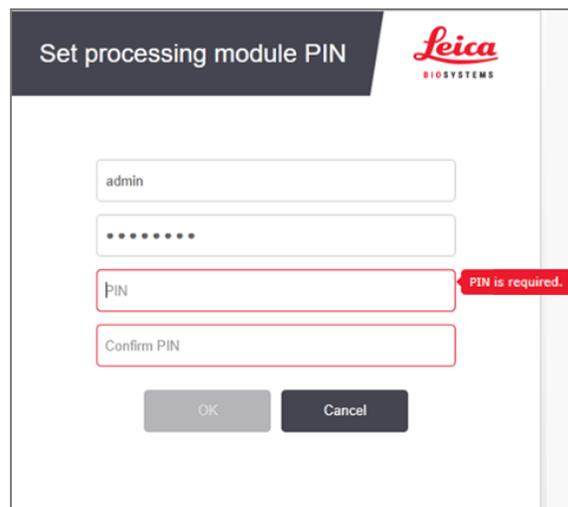 Set processing module PIN
Leica
BIOSYSTEMS
admin
••••••••
PIN
PIN is required.
Confirm PIN
OK
Cancel